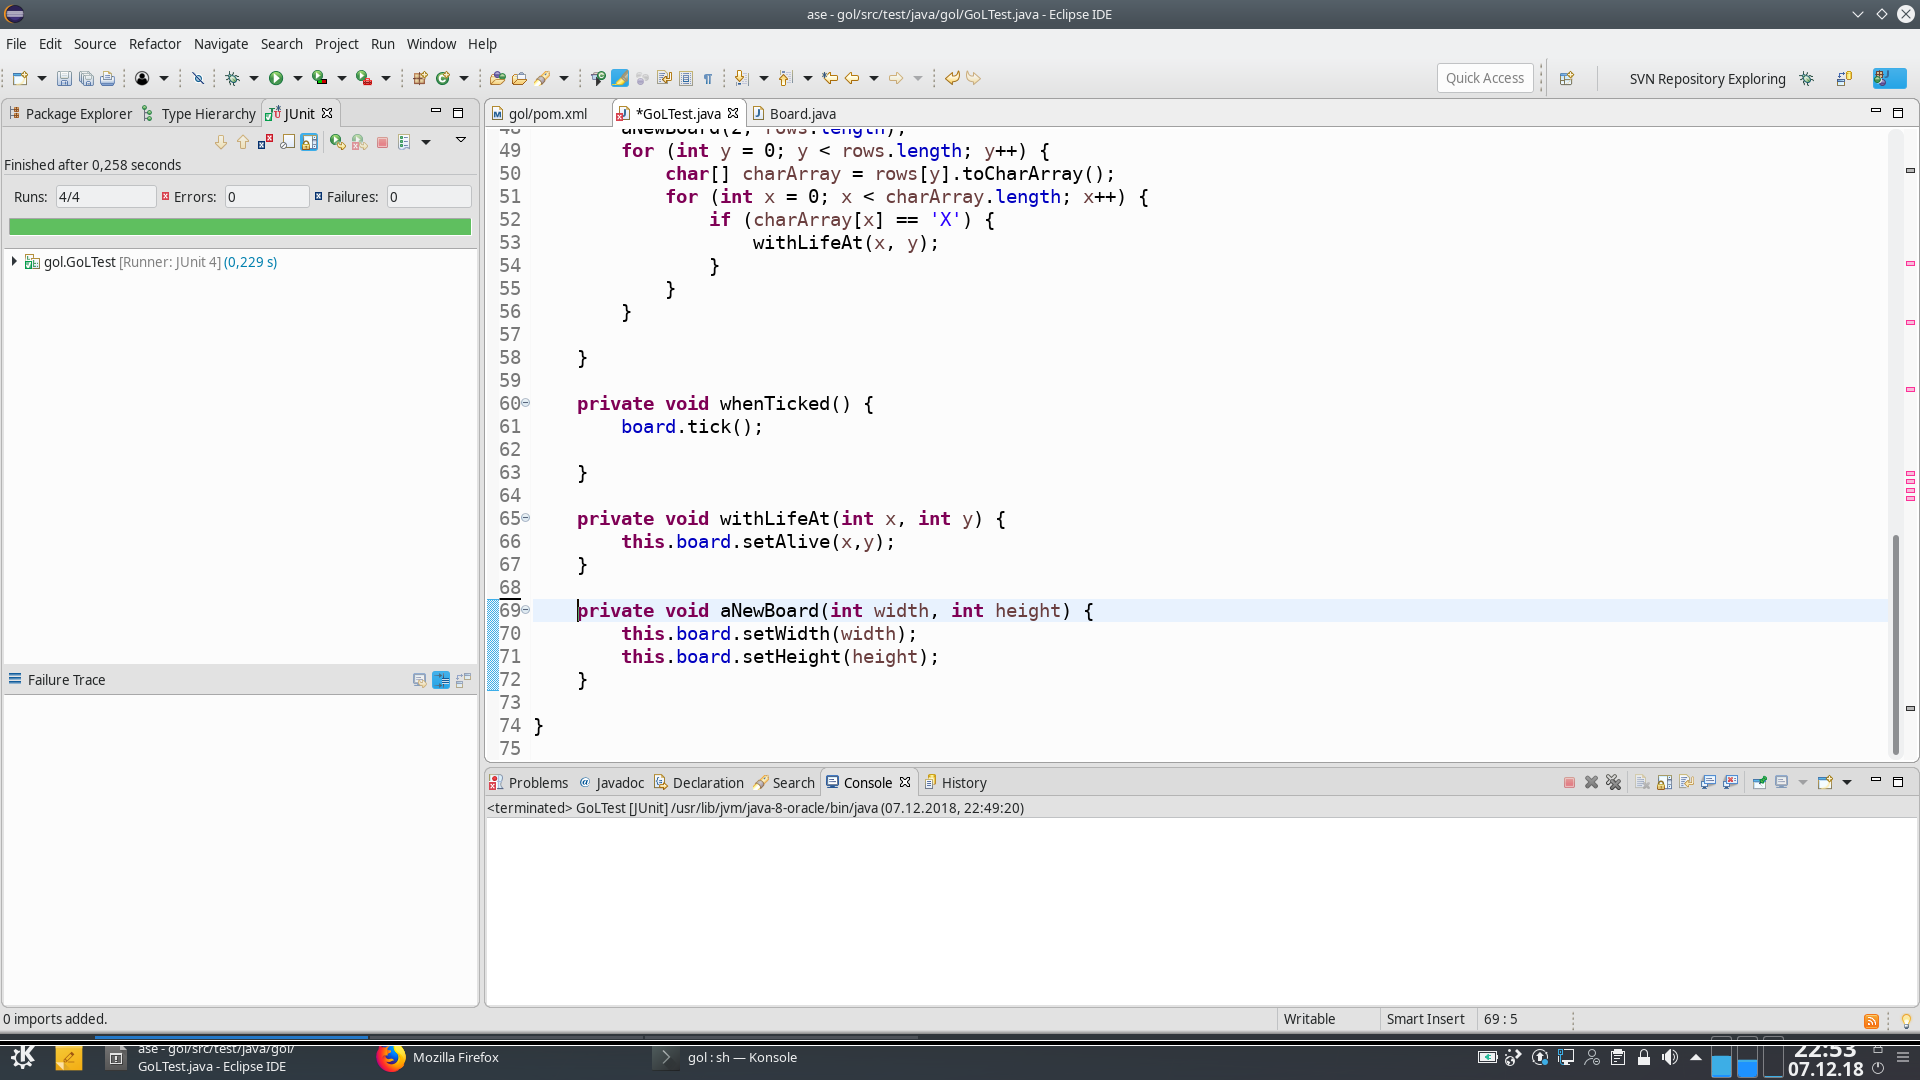 ase - gol/src/test/java/gol/GoLTest.java - Eclipse IDE
File Edit Source Refactor Navigate Search Project Run Window Help
Quick Access
SVN Repository Exploring
Package Explorer Type Hierarchy JUnit
Finished after 0,258 seconds
Runs: 4/4 Errors: 0 Failures: 0
gol.GoLTest [Runner: JUnit 4] (0,229 s)
Failure Trace
gol/pom.xml *GoLTest.java Board.java
48 aNewBoard(2, rows.length);
49 for (int y = 0; y < rows.length; y++) {
50 char[] charArray = rows[y].toCharArray();
51 for (int x = 0; x < charArray.length; x++) {
52 if (charArray[x] == 'X') {
53 withLifeAt(x, y);
54 }
55 }
56 }
57
58 }
59
60 private void whenTicked() {
61 board.tick();
62
63 }
64
65 private void withLifeAt(int x, int y) {
66 this.board.setAlive(x,y);
67 }
68
69 private void aNewBoard(int width, int height) {
70 this.board.setWidth(width);
71 this.board.setHeight(height);
72 }
73
74 }
75
Problems @ Javadoc Declaration Search Console History
<terminated> GoLTest [JUnit] /usr/lib/jvm/java-8-oracle/bin/java (07.12.2018, 22:49:20)
0 imports added.
Writable Smart Insert 69 : 5
ase - gol/src/test/java/gol/
GoLTest.java - Eclipse IDE
Mozilla Firefox
gol : sh — Konsole
22:53
07.12.18